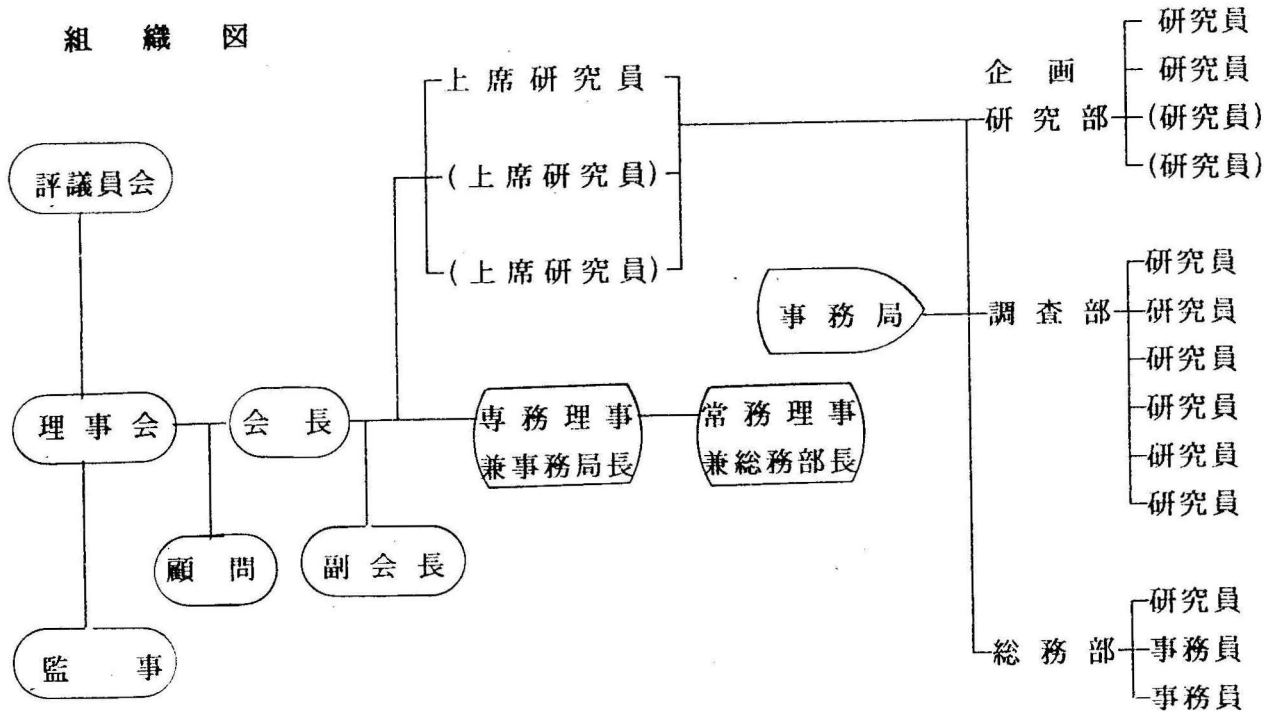 組織図
評議員会
理事会
監事
顧問
会長
副会長
上席研究員
(上席研究員)
(上席研究員)
専務理事
兼事務局長
常務理事
兼総務部長
事務局
企画
研究部
研究員
研究員
(研究員)
(研究員)
調査部
研究員
研究員
研究員
研究員
研究員
研究員
総務部
研究員
事務員
事務員